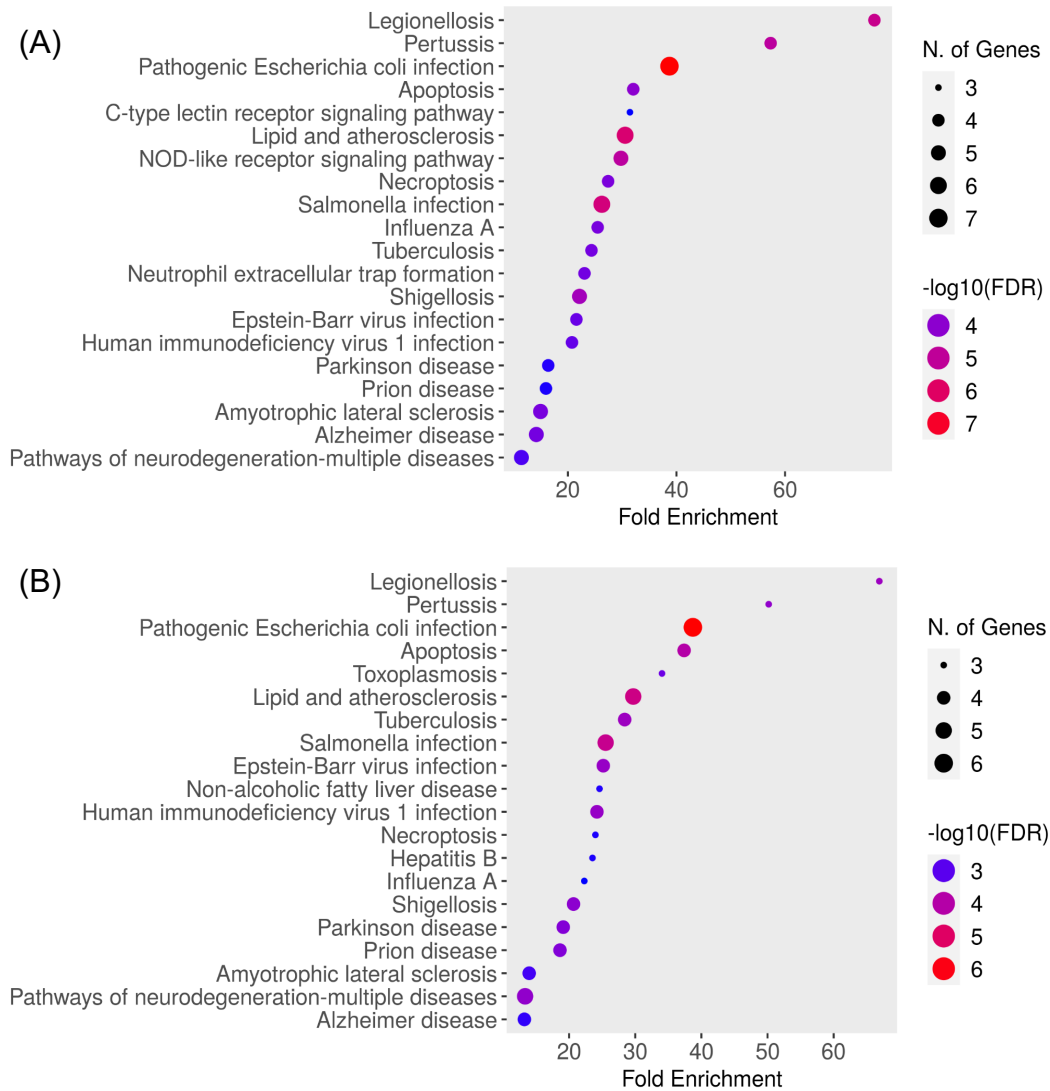 (A)
Legionellosis
Pertussis
Pathogenic Escherichia coli infection
Apoptosis
C-type lectin receptor signaling pathway
Lipid and atherosclerosis
NOD-like receptor signaling pathway
Necroptosis
Salmonella infection
Influenza A
Tuberculosis
Neutrophil extracellular trap formation
Shigellosis
Epstein-Barr virus infection
Human immunodeficiency virus 1 infection
Parkinson disease
Prion disease
Amyotrophic lateral sclerosis
Alzheimer disease
Pathways of neurodegeneration-multiple diseases
20 40 60
Fold Enrichment
N. of Genes
3
4
5
6
7
-log10(FDR)
4
5
6
7
(B)
Legionellosis
Pertussis
Pathogenic Escherichia coli infection
Apoptosis
Toxoplasmosis
Lipid and atherosclerosis
Tuberculosis
Salmonella infection
Epstein-Barr virus infection
Non-alcoholic fatty liver disease
Human immunodeficiency virus 1 infection
Necroptosis
Hepatitis B
Influenza A
Shigellosis
Parkinson disease
Prion disease
Amyotrophic lateral sclerosis
Pathways of neurodegeneration-multiple diseases
Alzheimer disease
20 30 40 50 60
Fold Enrichment
N. of Genes
3
4
5
6
-log10(FDR)
3
4
5
6